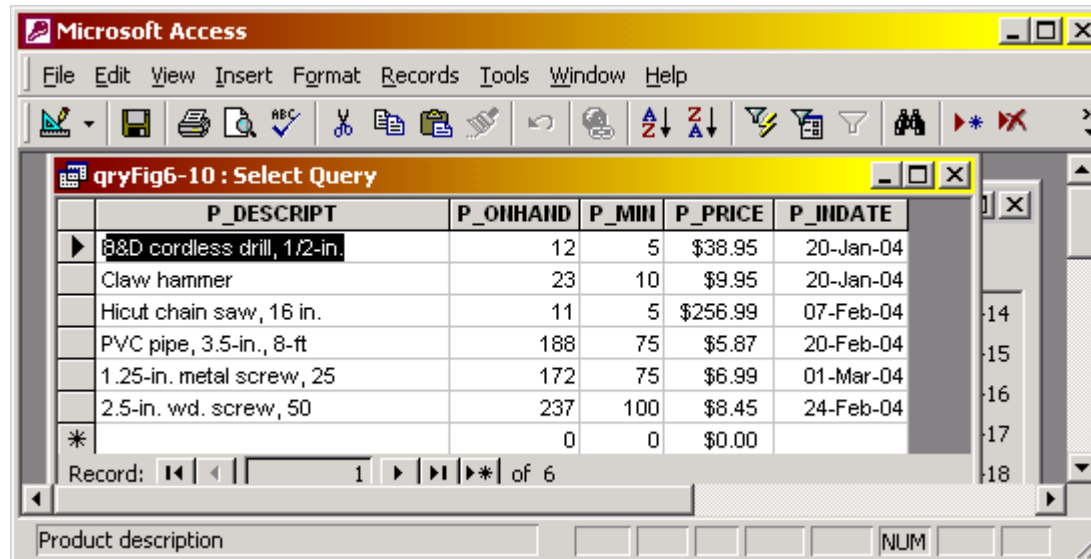 Microsoft Access
File Edit View Insert Format Records Tools Window Help
ABC A Z Z A
qryFig6-10 : Select Query
P_DESCRIPT P_ONHAND P_MIN P_PRICE P_INDATE
B&D cordless drill, 1/2-in. 12 5 $38.95 20-Jan-04
Claw hammer 23 10 $9.95 20-Jan-04
Hicut chain saw, 16 in. 11 5 $256.99 07-Feb-04
-14
PVC pipe, 3.5-in., 8-ft 188 75 $5.87 20-Feb-04
-15
1.25-in. metal screw, 25 172 75 $6.99 01-Mar-04
-16
2.5-in. wd. screw, 50 237 100 $8.45 24-Feb-04
0 0 $0.00
-17
Record: 1 of 6
-18
Product description NUM